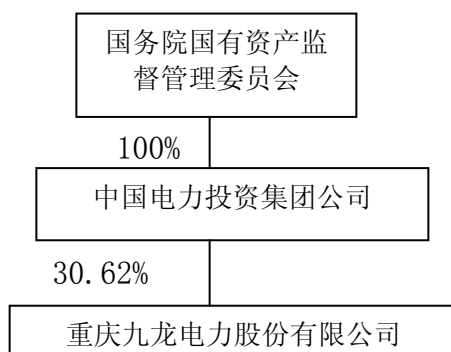 国务院国有资产监
督管理委员会
100%
中国电力投资集团公司
30.62%
重庆九龙电力股份有限公司